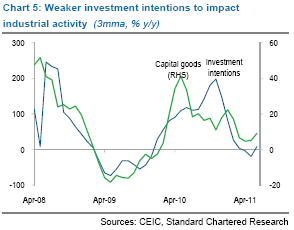 Chart 5: Weaker investment intentions to impact
industrial activity (3mma, % y/y)
300
200
100
0
-100
Capital goods
(RHS)
Investment
intentions
60
40
20
0
-20
Apr-08
Apr-09
Apr-10
Apr-11
Sources: CEIC, Standard Chartered Research